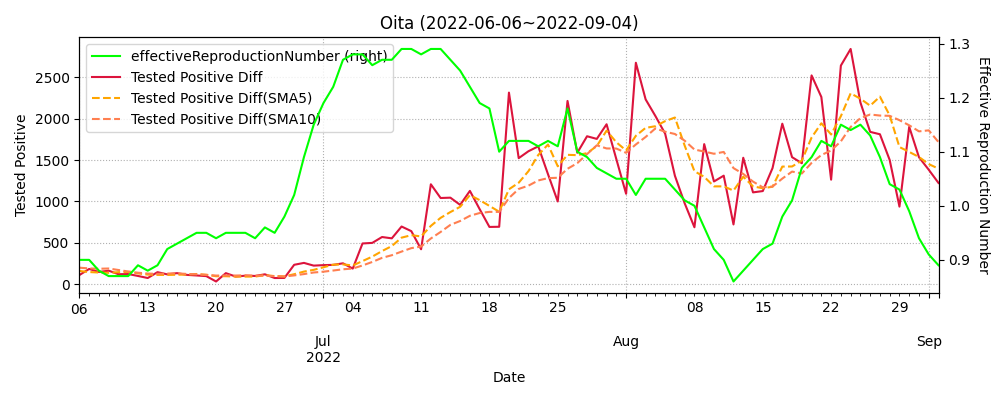 Oita (2022-06-06~2022-09-04)
effectiveReproductionNumber (right)
Tested Positive Diff
Tested Positive Diff(SMA5)
Tested Positive Diff(SMA10)
Tested Positive
2500
2000
1500
1000
500
0
1.3
1.2
1.1
1.0
0.9
Effective Reproduction Number
06 13 20 27 04 11 18 25 08 15 22 29
Jul Aug Sep
2022
Date